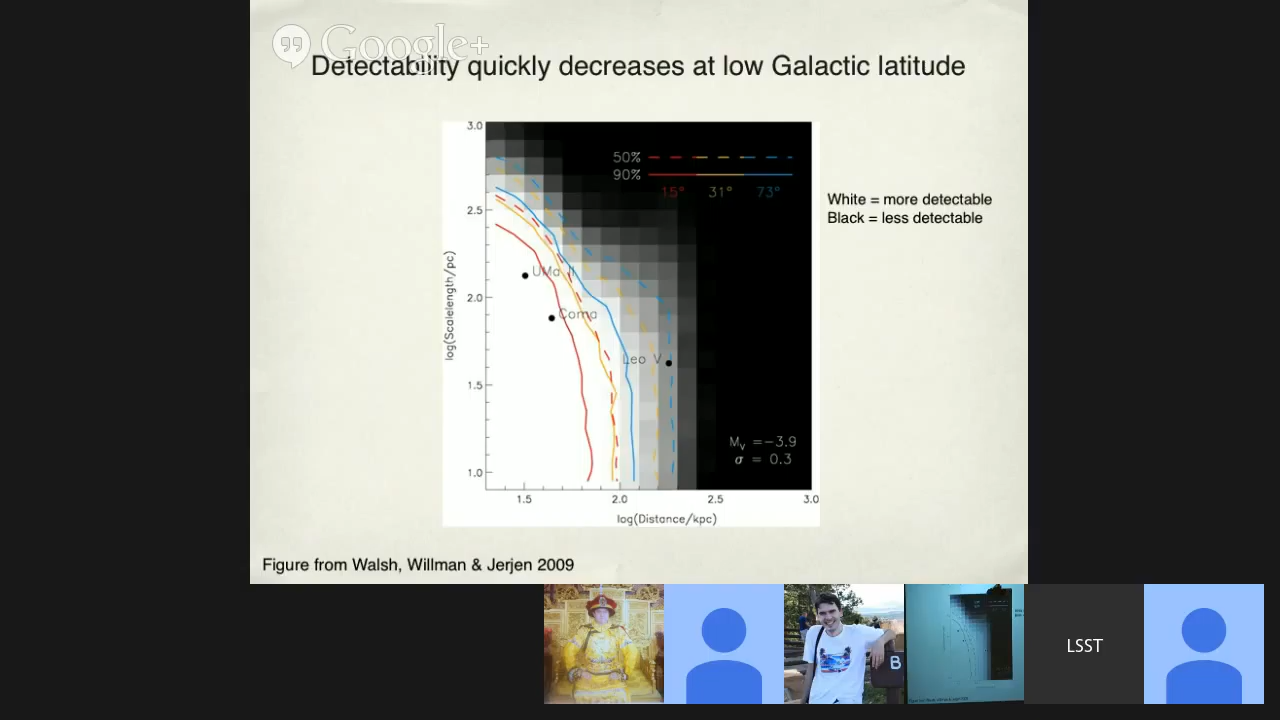 Google+
Detectability quickly decreases at low Galactic latitude
3.0
2.5
2.0
1.5
1.0
log(Scalelength/pc)
50%
90%
15° 31° 73°
UMa II
Coma
Leo V
Mv =-3.9
σ = 0.3
1.5 2.0 2.5 3.0
log(Distance/kpc)
White = more detectable
Black = less detectable
Figure from Walsh, Willman & Jerjen 2009
B
LSST